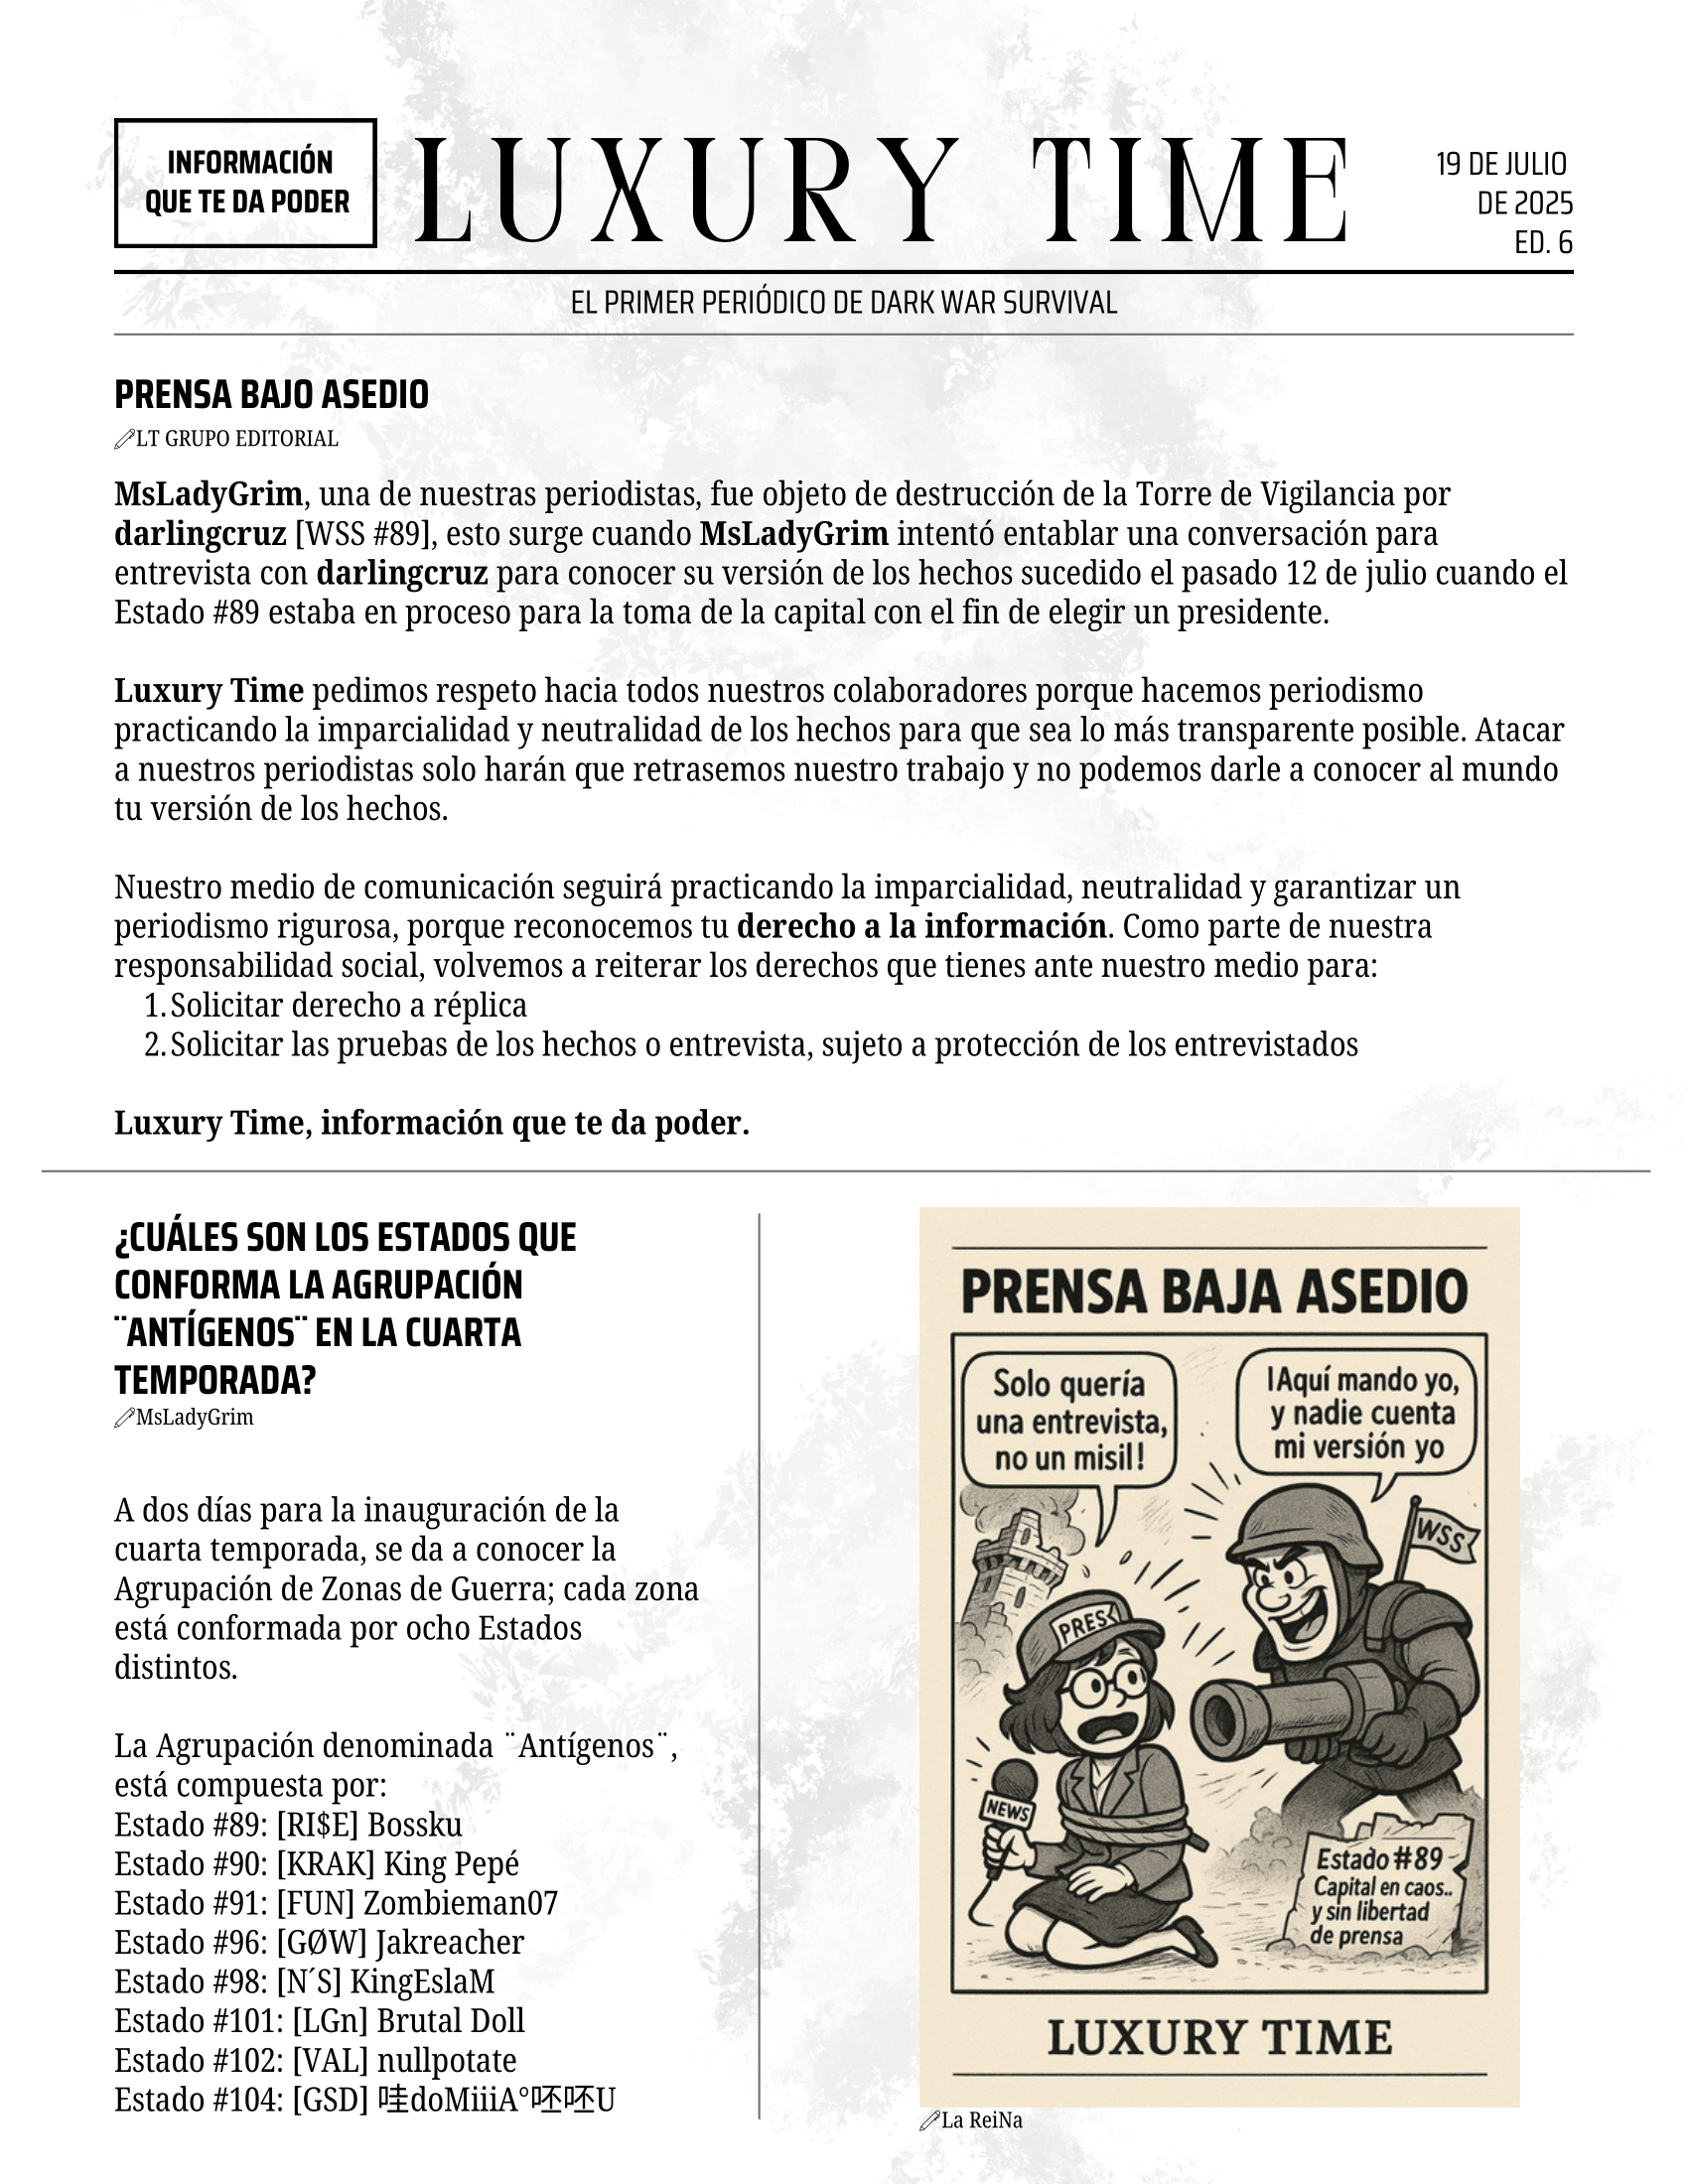 INFORMACIÓN
QUE TE DA PODER
LUXURY TIME
19 DE JULIO
DE 2025
ED. 6
EL PRIMER PERIÓDICO DE DARK WAR SURVIVAL
PRENSA BAJO ASEDIO
LT GRUPO EDITORIAL
MsLadyGrim, una de nuestras periodistas, fue objeto de destrucción de la Torre de Vigilancia por
darlingcruz [WSS #89], esto surge cuando MsLadyGrim intentó entablar una conversación para
entrevista con darlingcruz para conocer su versión de los hechos sucedido el pasado 12 de julio cuando el
Estado #89 estaba en proceso para la toma de la capital con el fin de elegir un presidente.
Luxury Time pedimos respeto hacia todos nuestros colaboradores porque hacemos periodismo
practicando la imparcialidad y neutralidad de los hechos para que sea lo más transparente posible. Atacar
a nuestros periodistas solo harán que retrasemos nuestro trabajo y no podemos darle a conocer al mundo
tu versión de los hechos.
Nuestro medio de comunicación seguirá practicando la imparcialidad, neutralidad y garantizar un
periodismo rigurosa, porque reconocemos tu derecho a la información. Como parte de nuestra
responsabilidad social, volvemos a reiterar los derechos que tienes ante nuestro medio para:
1. Solicitar derecho a réplica
2. Solicitar las pruebas de los hechos o entrevista, sujeto a protección de los entrevistados
Luxury Time, información que te da poder.
¿CUÁLES SON LOS ESTADOS QUE
CONFORMA LA AGRUPACIÓN
¨ANTÍGENOS¨ EN LA CUARTA
TEMPORADA?
MsLadyGrim
A dos días para la inauguración de la
cuarta temporada, se da a conocer la
Agrupación de Zonas de Guerra; cada zona
está conformada por ocho Estados
distintos.
La Agrupación denominada ¨Antígenos¨,
está compuesta por:
Estado #89: [RI$E] Bossku
Estado #90: [KRAK] King Pepé
Estado #91: [FUN] Zombieman07
Estado #96: [GØW] Jakreacher
Estado #98: [N´S] KingEslaM
Estado #101: [LGn] Brutal Doll
Estado #102: [VAL] nullpotate
Estado #104: [GSD] 哇doMiiiA°呸呸U
PRENSA BAJA ASEDIO
Solo quería
una entrevista,
no un misil!
¡Aquí mando yo,
y nadie cuenta
mi versión yo
WSS
PRESS
NEWS
Estado #89
Capital en caos..
y sin libertad
de prensa
LUXURY TIME
La ReiNa